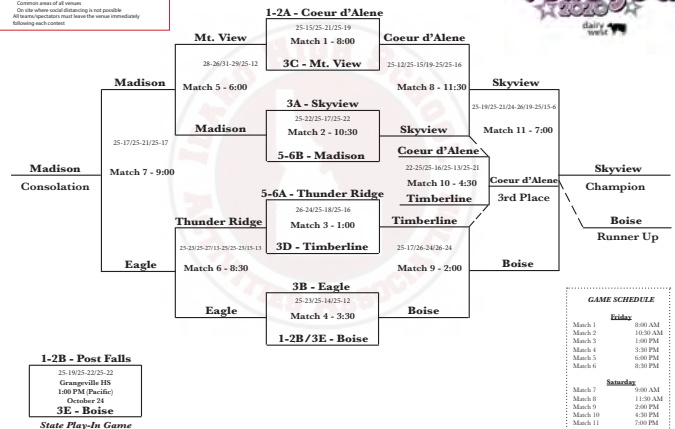 Common areas of all venues
On site where social distancing is not possible
All teams/spectators must leave the venue immediately
following each contest
2020
dairy
west
1-2A - Coeur d'Alene
25-15/25-21/25-19
Match 1 - 8:00
3C - Mt. View
Mt. View
28-26/31-29/25-12
Match 5 - 6:00
Coeur d'Alene
25-12/25-15/19-25/25-16
Match 8 - 11:30
Madison
25-17/25-21/25-17
Match 7 - 9:00
3A - Skyview
25-22/25-17/25-22
Match 2 - 10:30
5-6B - Madison
Madison
Skyview
Skyview
25-19/25-21/24-26/19-25/15-6
Match 11 - 7:00
Coeur d'Alene
22-25/25-16/25-13/25-21
Match 10 - 4:30
Timberline
Coeur d'Alene
3rd Place
Madison
Consolation
Skyview
Champion
Boise
Runner Up
5-6A - Thunder Ridge
26-24/25-18/25-16
Match 3 - 1:00
3D - Timberline
Thunder Ridge
25-23/25-27/13-25/25-23/15-13
Match 6 - 8:30
Timberline
25-17/26-24/26-24
Match 9 - 2:00
Eagle
Boise
3B - Eagle
25-23/25-14/25-12
Match 4 - 3:30
1-2B/3E - Boise
Eagle
Boise
1-2B - Post Falls
25-19/25-22/25-22
Grangeville HS
1:00 PM (Pacific)
October 24
3E - Boise
State Play-In Game
GAME SCHEDULE
Friday
Match 1 8:00 AM
Match 2 10:30 AM
Match 3 1:00 PM
Match 4 3:30 PM
Match 5 6:00 PM
Match 6 8:30 PM
Saturday
Match 7 9:00 AM
Match 8 11:30 AM
Match 9 2:00 PM
Match 10 4:30 PM
Match 11 7:00 PM